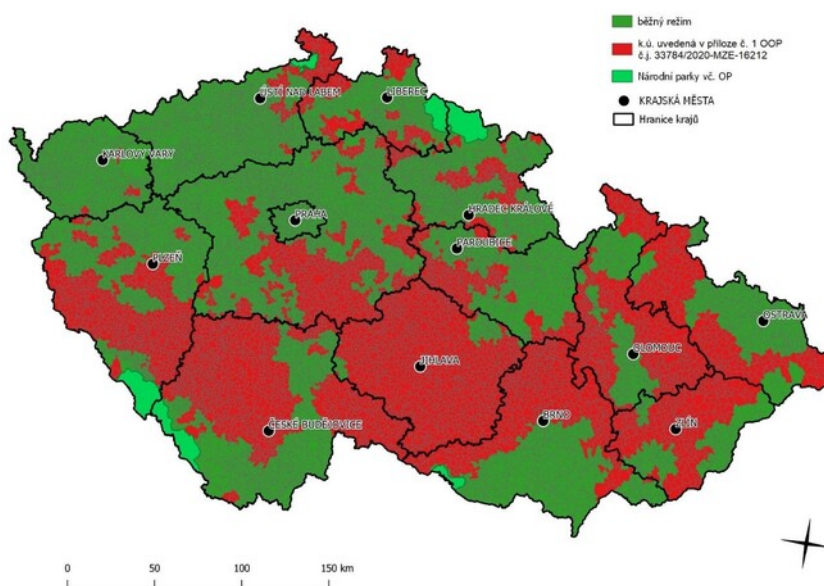 běžný režim
k.ú. uvedená v příloze č. 1 OOP
č.j. 33784/2020-MZE-16212
Národní parky vč. OP
KRAJSKÁ MĚSTA
Hranice krajů
ÚSTÍ NAD LABEM
LIBEREC
KARLOVY VARY
PRAHA
HRADEC KRÁLOVÉ
PARDUBICE
PLZEŇ
OSTRAVA
OLOMOUC
JIHLAVA
BRNO
ZLÍN
ČESKÉ BUDĚJOVICE
0 50 100 150 km